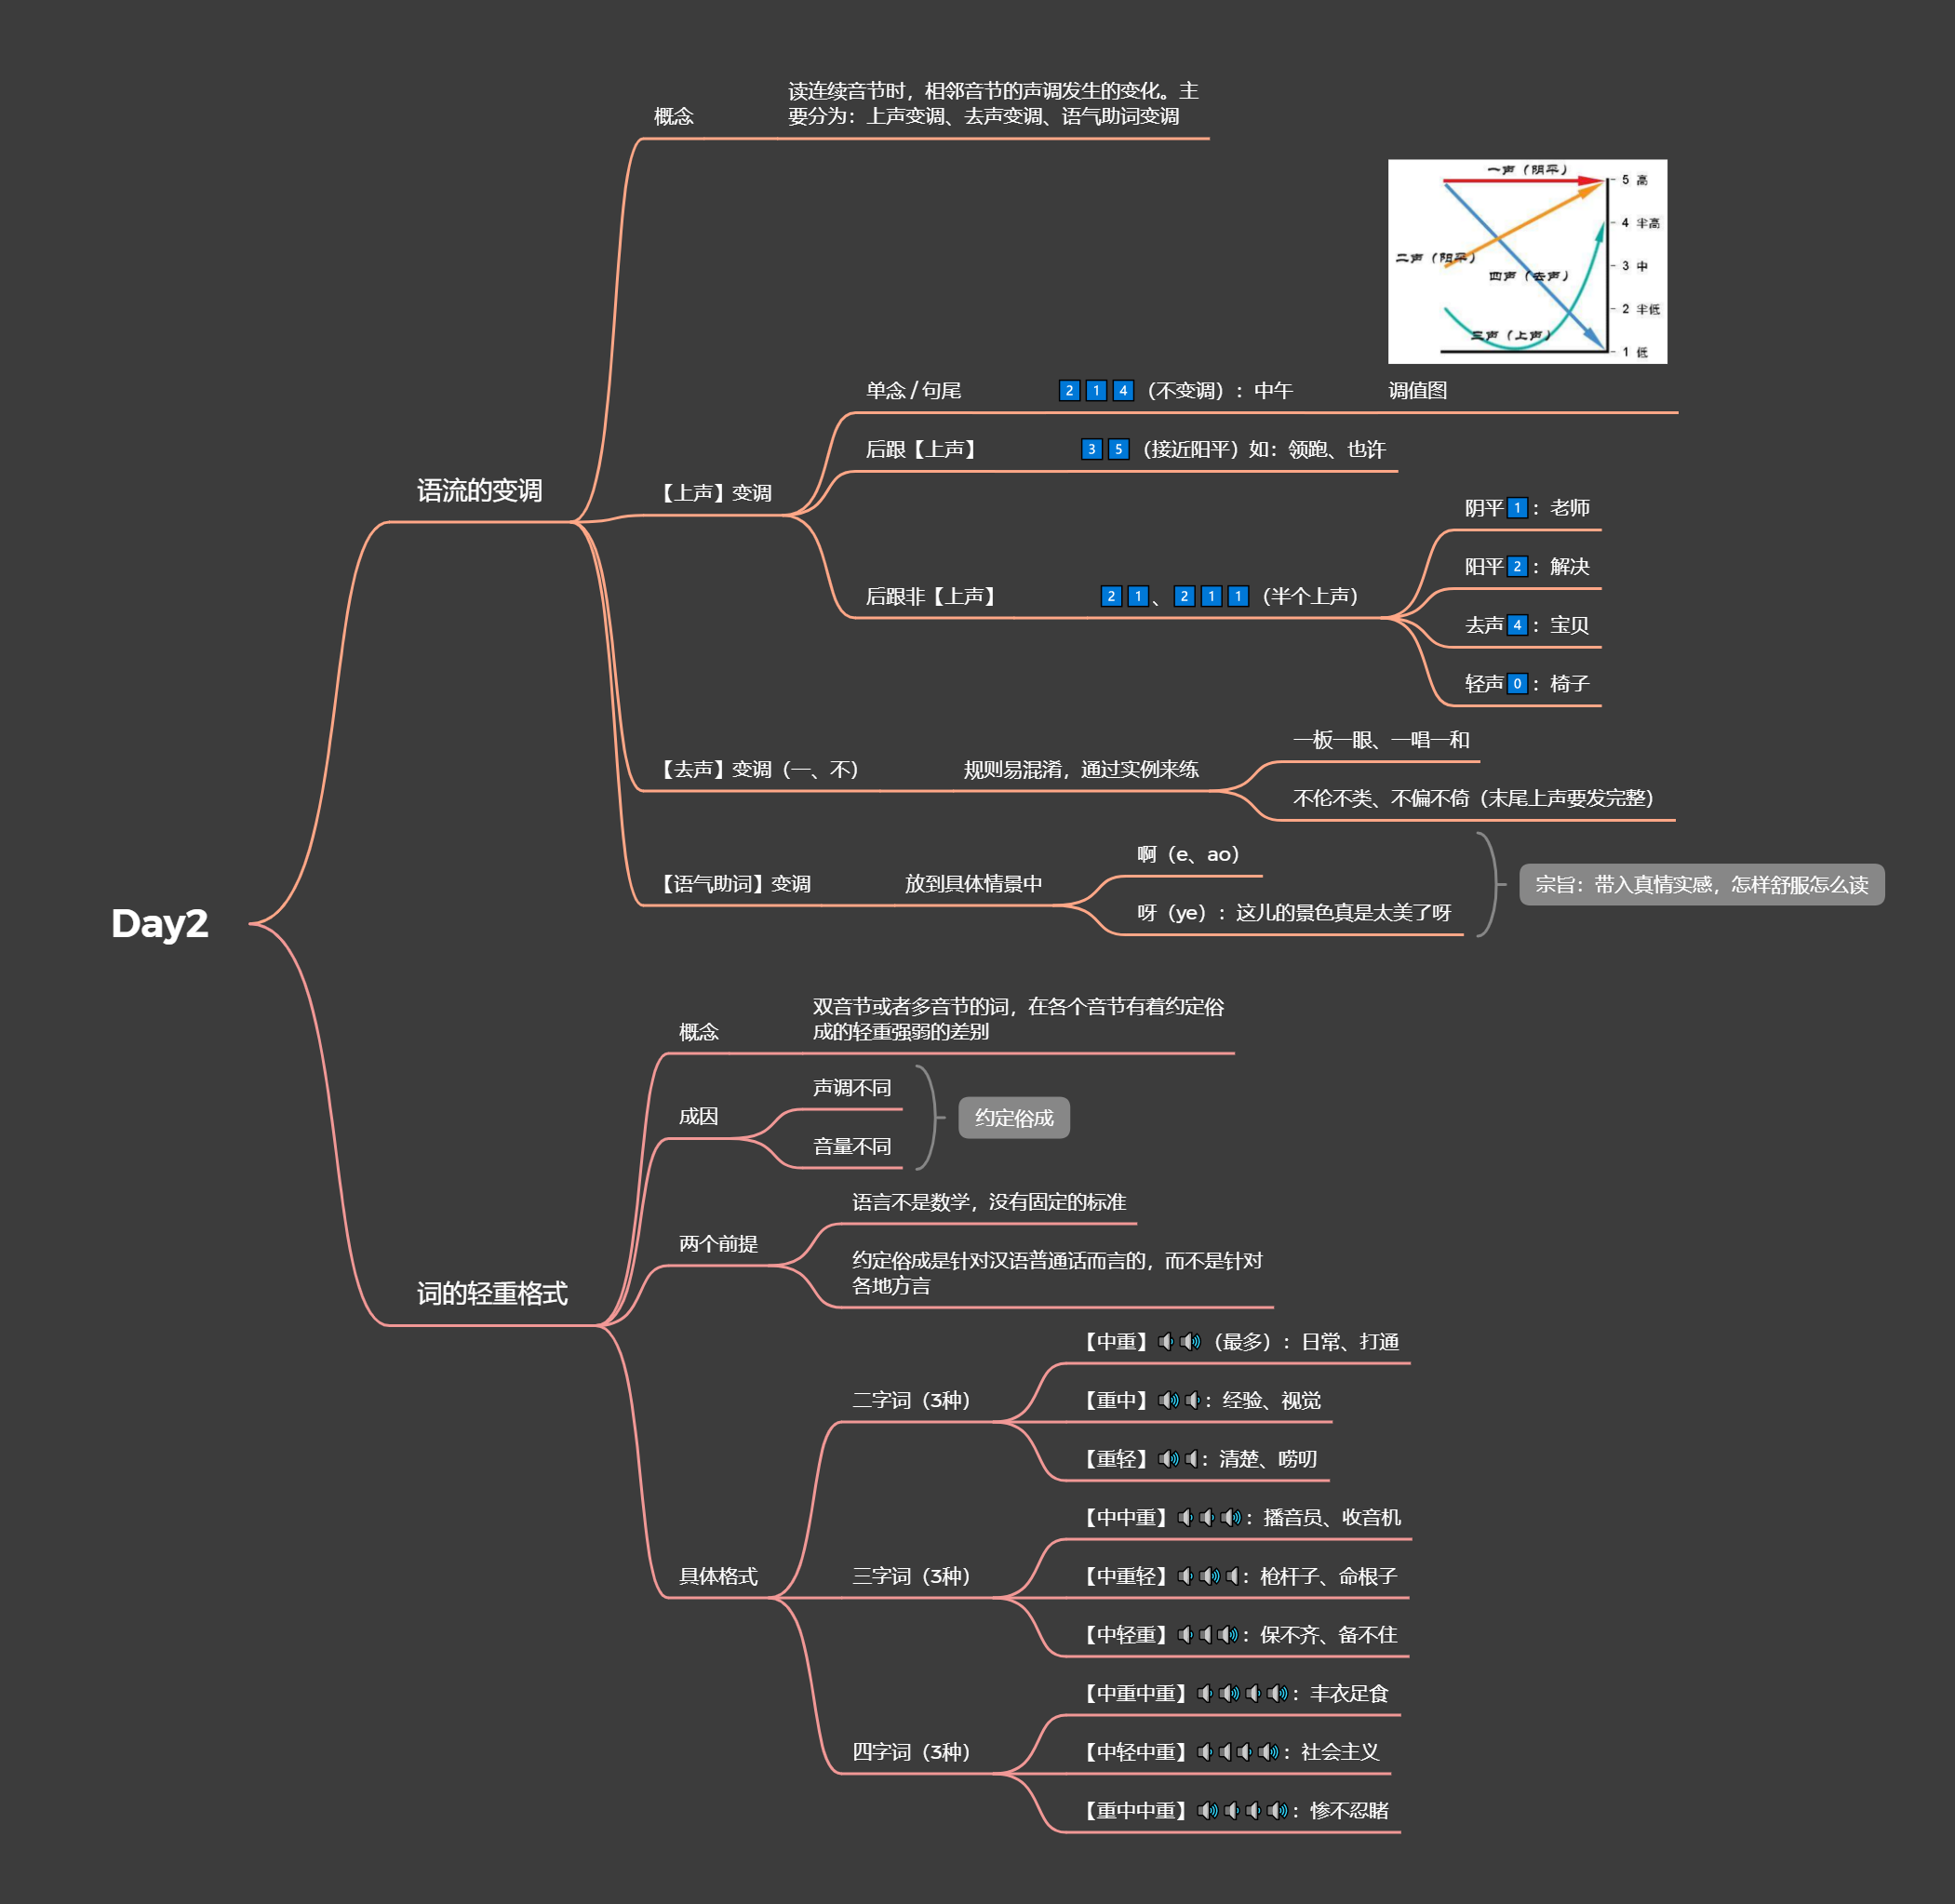 Day2
语流的变调
概念
读连续音节时，相邻音节的声调发生的变化。主
要分为：上声变调、去声变调、语气助词变调
【上声】变调
单念 / 句尾
2 1 4（不变调）：中午
调值图
一声（阴平）
二声（阳平）
四声（去声）
三声（上声）
5 高
4 半高
3 中
2 半低
1 低
后跟【上声】
3 5（接近阳平）如：领跑、也许
后跟非【上声】
2 1、2 1 1（半个上声）
阴平1：老师
阳平2：解决
去声4：宝贝
轻声0：椅子
【去声】变调（一、不）
规则易混淆，通过实例来练
一板一眼、一唱一和
不伦不类、不偏不倚（末尾上声要发完整）
【语气助词】变调
放到具体情景中
啊（e、ao）
呀（ye）：这儿的景色真是太美了呀
宗旨：带入真情实感，怎样舒服怎么读
词的轻重格式
概念
双音节或者多音节的词，在各个音节有着约定俗
成的轻重强弱的差别
成因
声调不同
音量不同
约定俗成
两个前提
语言不是数学，没有固定的标准
约定俗成是针对汉语普通话而言的，而不是针对
各地方言
具体格式
二字词（3种）
【中重】🔉🔊（最多）：日常、打通
【重中】🔊🔉：经验、视觉
【重轻】🔊🔈：清楚、唠叨
三字词（3种）
【中中重】🔉🔉🔊：播音员、收音机
【中重轻】🔉🔊🔈：枪杆子、命根子
【中轻重】🔉🔈🔊：保不齐、备不住
四字词（3种）
【中重中重】🔉🔊🔉🔊：丰衣足食
【中轻中重】🔉🔈🔉🔊：社会主义
【重中中重】🔊🔉🔉🔊：惨不忍睹